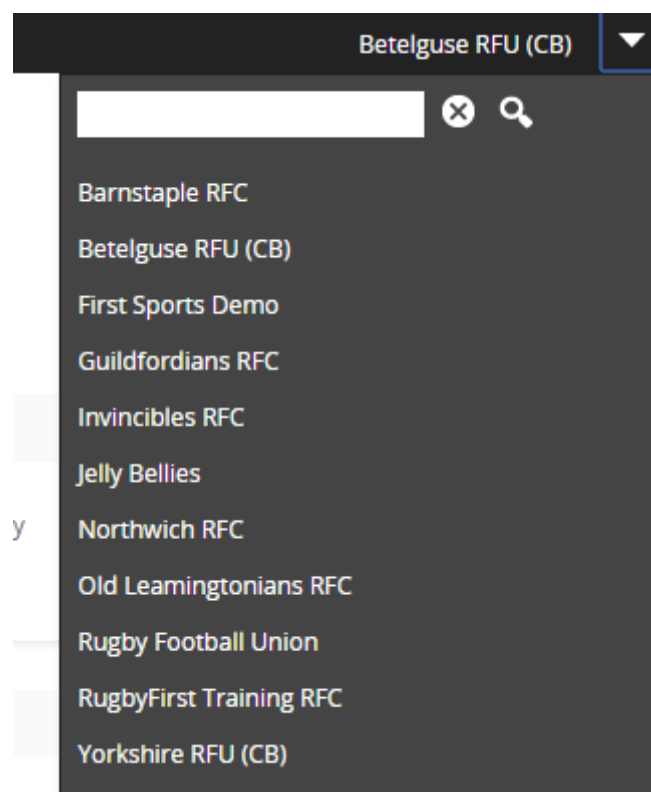 Betelguse RFU (CB)
Barnstaple RFC
Betelguse RFU (CB)
First Sports Demo
Guildfordians RFC
Invincibles RFC
Jelly Bellies
y
Northwich RFC
Old Leamingtonians RFC
Rugby Football Union
RugbyFirst Training RFC
Yorkshire RFU (CB)